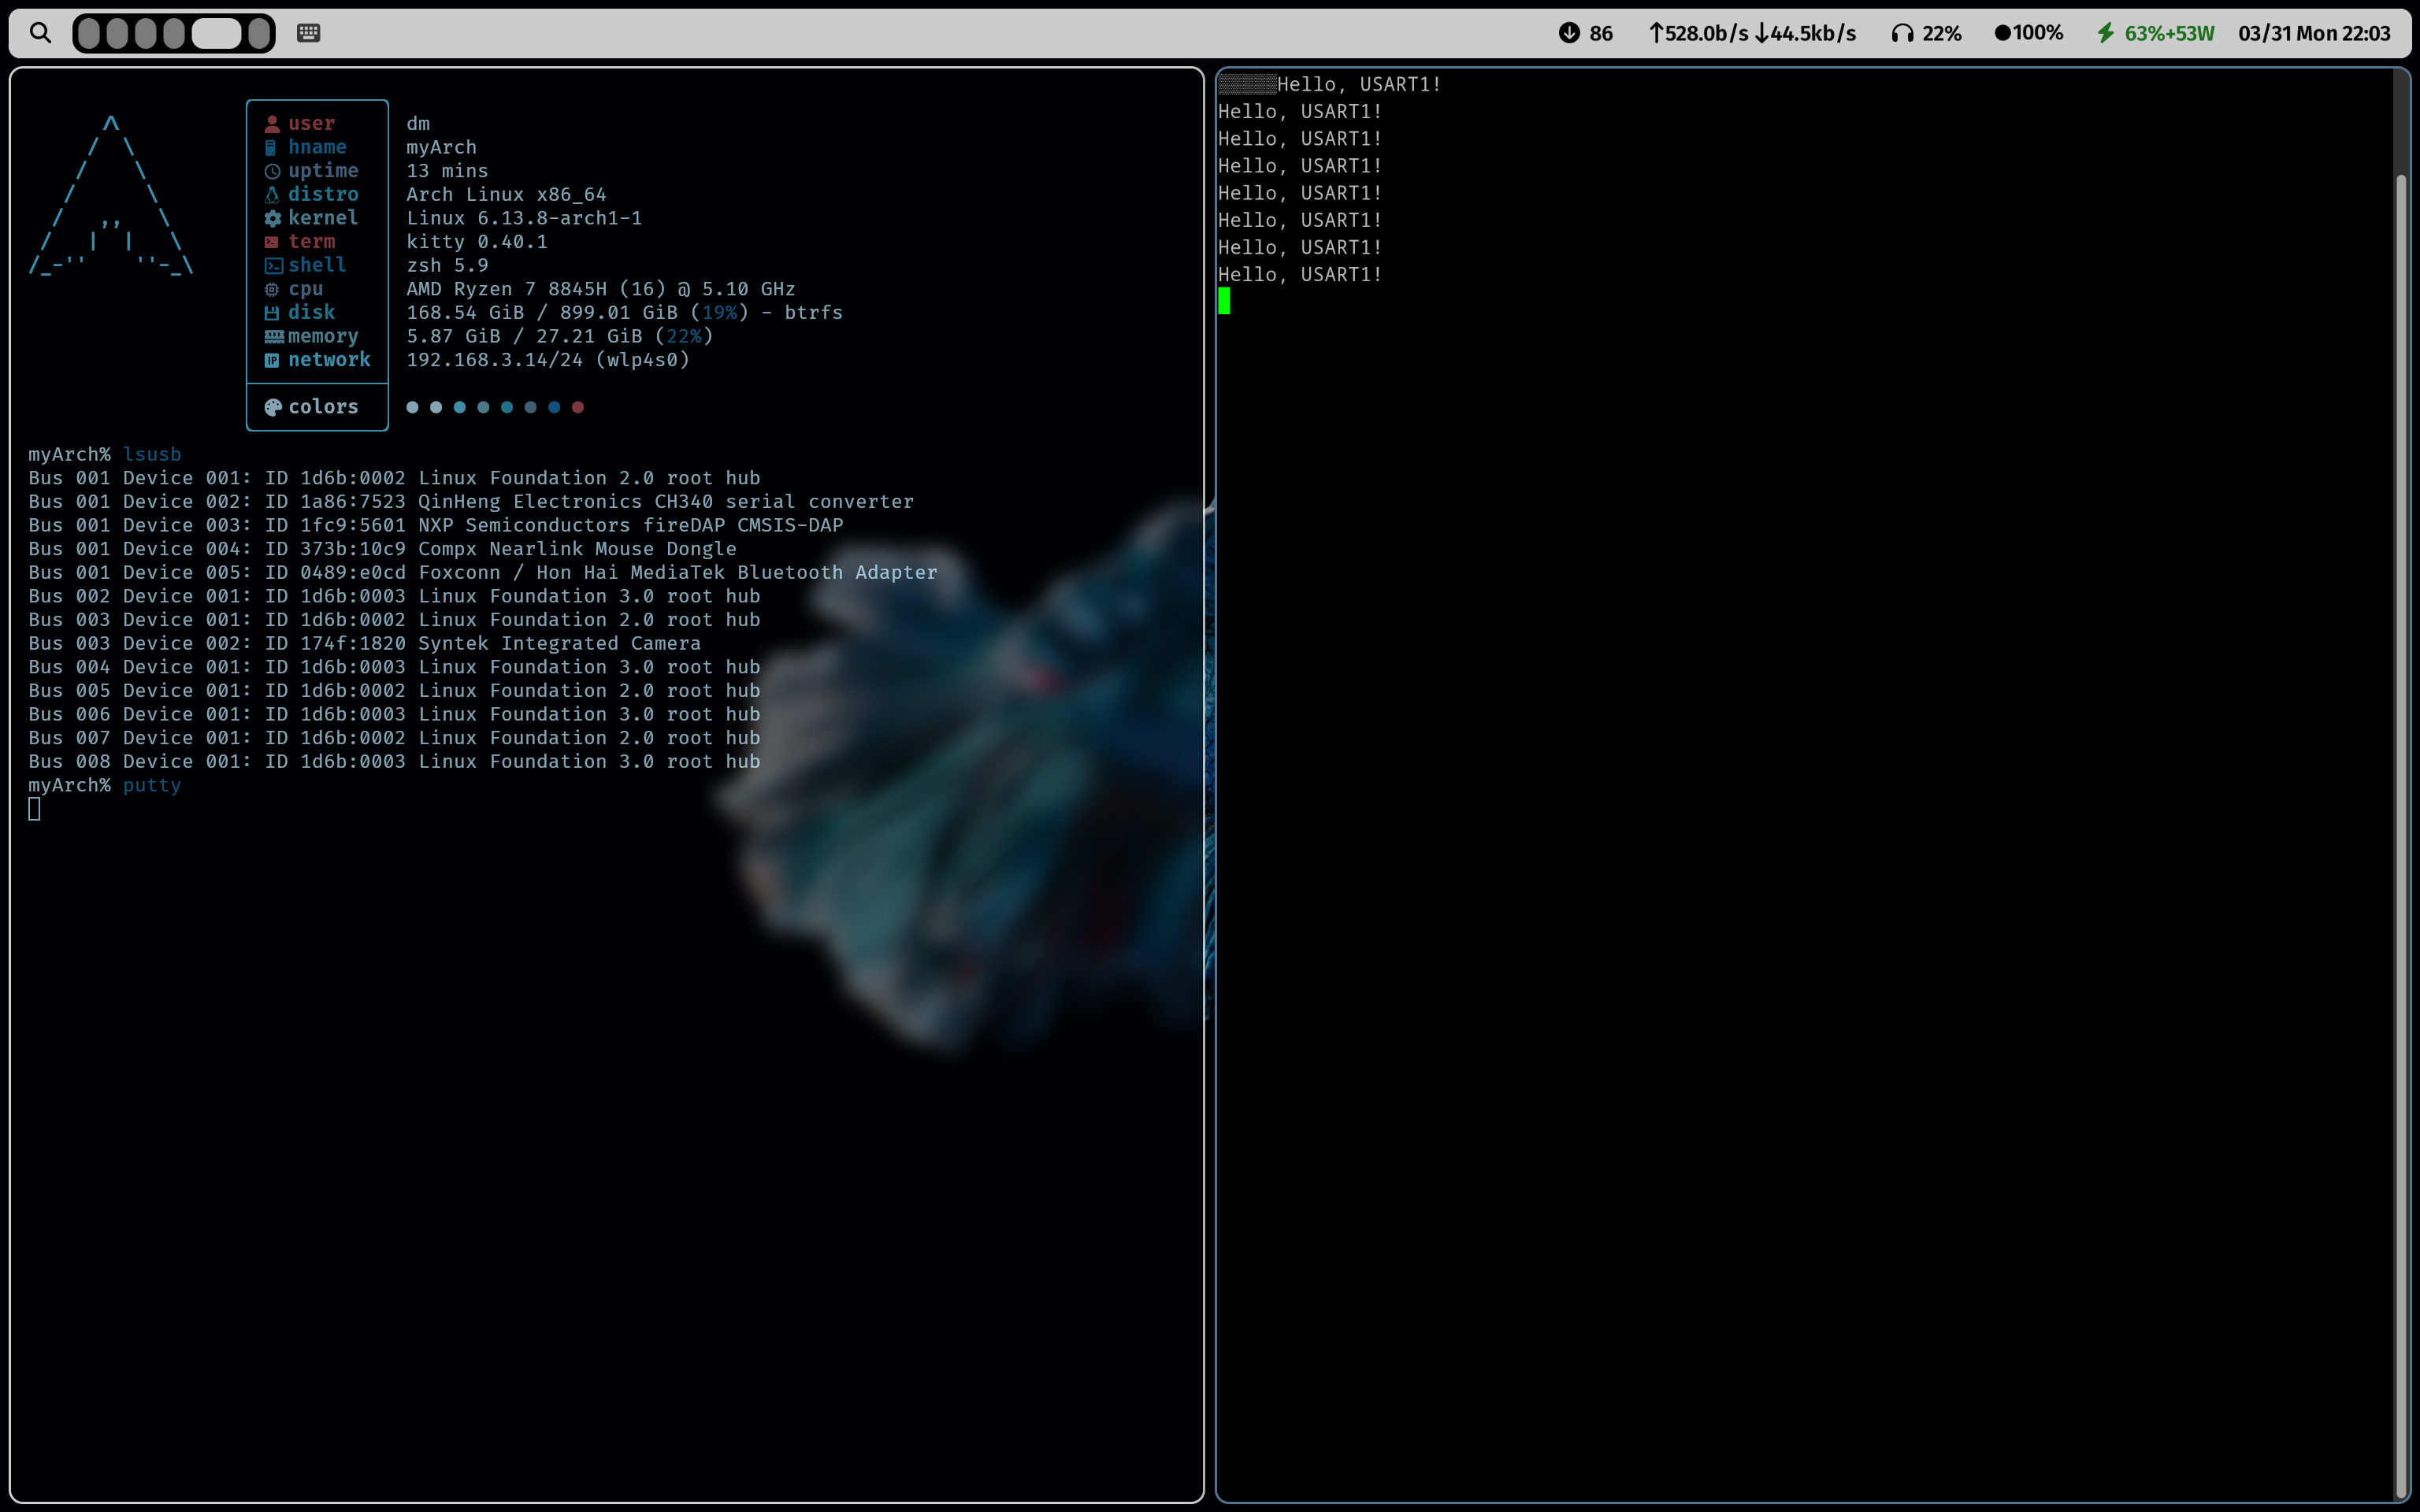 86 ↑528.0b/s ↓44.5kb/s 22% 100% 63%+53W 03/31 Mon 22:03
user dm
hname myArch
uptime 13 mins
distro Arch Linux x86_64
kernel Linux 6.13.8-arch1-1
term kitty 0.40.1
shell zsh 5.9
cpu AMD Ryzen 7 8845H (16) @ 5.10 GHz
disk 168.54 GiB / 899.01 GiB (19%) - btrfs
memory 5.87 GiB / 27.21 GiB (22%)
network 192.168.3.14/24 (wlp4s0)
colors
myArch% lsusb
Bus 001 Device 001: ID 1d6b:0002 Linux Foundation 2.0 root hub
Bus 001 Device 002: ID 1a86:7523 QinHeng Electronics CH340 serial converter
Bus 001 Device 003: ID 1fc9:5601 NXP Semiconductors fireDAP CMSIS-DAP
Bus 001 Device 004: ID 373b:10c9 Compx Nearlink Mouse Dongle
Bus 001 Device 005: ID 0489:e0cd Foxconn / Hon Hai MediaTek Bluetooth Adapter
Bus 002 Device 001: ID 1d6b:0003 Linux Foundation 3.0 root hub
Bus 003 Device 001: ID 1d6b:0002 Linux Foundation 2.0 root hub
Bus 003 Device 002: ID 174f:1820 Syntek Integrated Camera
Bus 004 Device 001: ID 1d6b:0003 Linux Foundation 3.0 root hub
Bus 005 Device 001: ID 1d6b:0002 Linux Foundation 2.0 root hub
Bus 006 Device 001: ID 1d6b:0003 Linux Foundation 3.0 root hub
Bus 007 Device 001: ID 1d6b:0002 Linux Foundation 2.0 root hub
Bus 008 Device 001: ID 1d6b:0003 Linux Foundation 3.0 root hub
myArch% putty
▒▒▒▒▒Hello, USART1!
Hello, USART1!
Hello, USART1!
Hello, USART1!
Hello, USART1!
Hello, USART1!
Hello, USART1!
Hello, USART1!